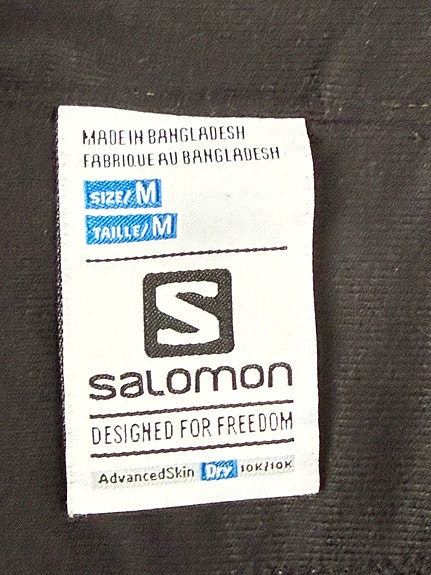 MADE IN BANGLADESH
FABRIQUE AU BANGLADESH
SIZE/M
TAILLE/M
S
SALOMON
DESIGNED FOR FREEDOM
AdvancedSkin Dry 10K/10K